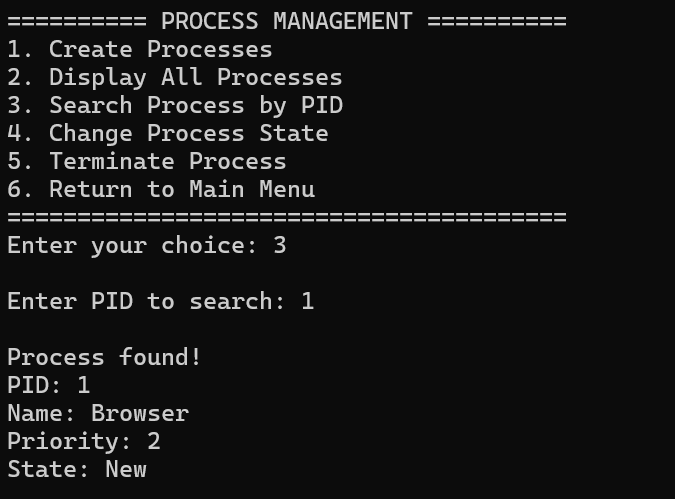 ========== PROCESS MANAGEMENT ==========
1. Create Processes
2. Display All Processes
3. Search Process by PID
4. Change Process State
5. Terminate Process
6. Return to Main Menu
========================================
Enter your choice: 3
Enter PID to search: 1
Process found!
PID: 1
Name: Browser
Priority: 2
State: New